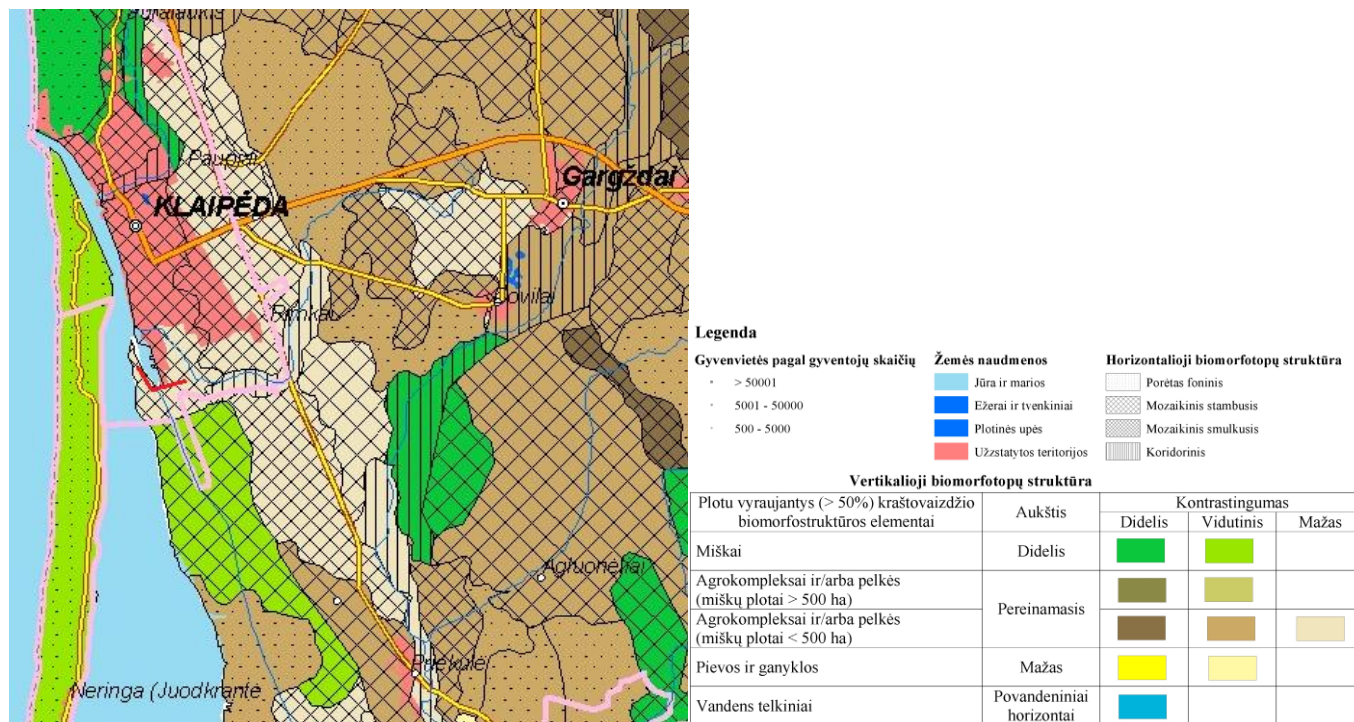 Paupiai
Gargždai
KLAIPĖDA
Dovilai
Rimkai
Agluonėliai
Priekulė
Neringa (Juodkrantė
Legenda
Gyvenvietės pagal gyventojų skaičių
> 50001
5001 - 50000
500 - 5000
Žemės naudmenos
Jūra ir marios
Ežerai ir tvenkiniai
Plotinės upės
Užstatytos teritorijos
Horizontalioji biomorfotopų struktūra
Porėtas foninis
Mozaikinis stambusis
Mozaikinis smulkusis
Koridorinis
Vertikalioji biomorfotopų struktūra
Plotu vyraujantys (> 50%) kraštovaizdžio
biomorfostruktūros elementai
Aukštis
Kontrastingumas
Didelis Vidutinis Mažas
Miškai Didelis
Agrokompleksai ir/arba pelkės
(miškų plotai > 500 ha)
Pereinamasis
Agrokompleksai ir/arba pelkės
(miškų plotai < 500 ha)
Pievos ir ganyklos Mažas
Vandens telkiniai
Povandeniniai
horizontai